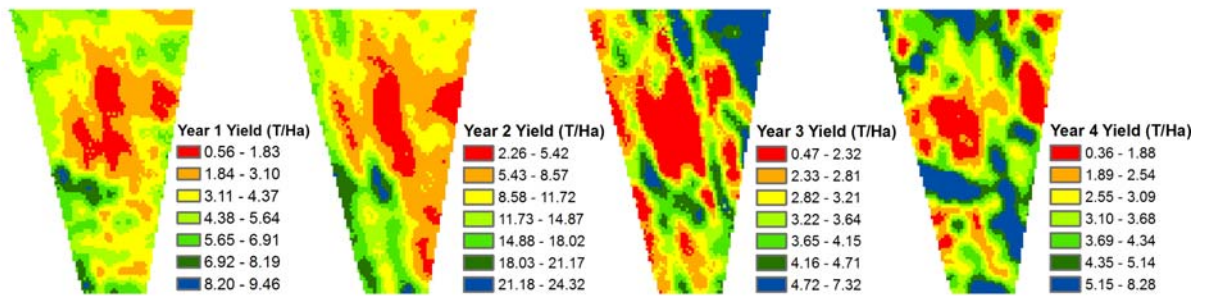 Year 1 Yield (T/Ha)
0.56 - 1.83
1.84 - 3.10
3.11 - 4.37
4.38 - 5.64
5.65 - 6.91
6.92 - 8.19
8.20 - 9.46
Year 2 Yield (T/Ha)
2.26 - 5.42
5.43 - 8.57
8.58 - 11.72
11.73 - 14.87
14.88 - 18.02
18.03 - 21.17
21.18 - 24.32
Year 3 Yield (T/Ha)
0.47 - 2.32
2.33 - 2.81
2.82 - 3.21
3.22 - 3.64
3.65 - 4.15
4.16 - 4.71
4.72 - 7.32
Year 4 Yield (T/Ha)
0.36 - 1.88
1.89 - 2.54
2.55 - 3.09
3.10 - 3.68
3.69 - 4.34
4.35 - 5.14
5.15 - 8.28